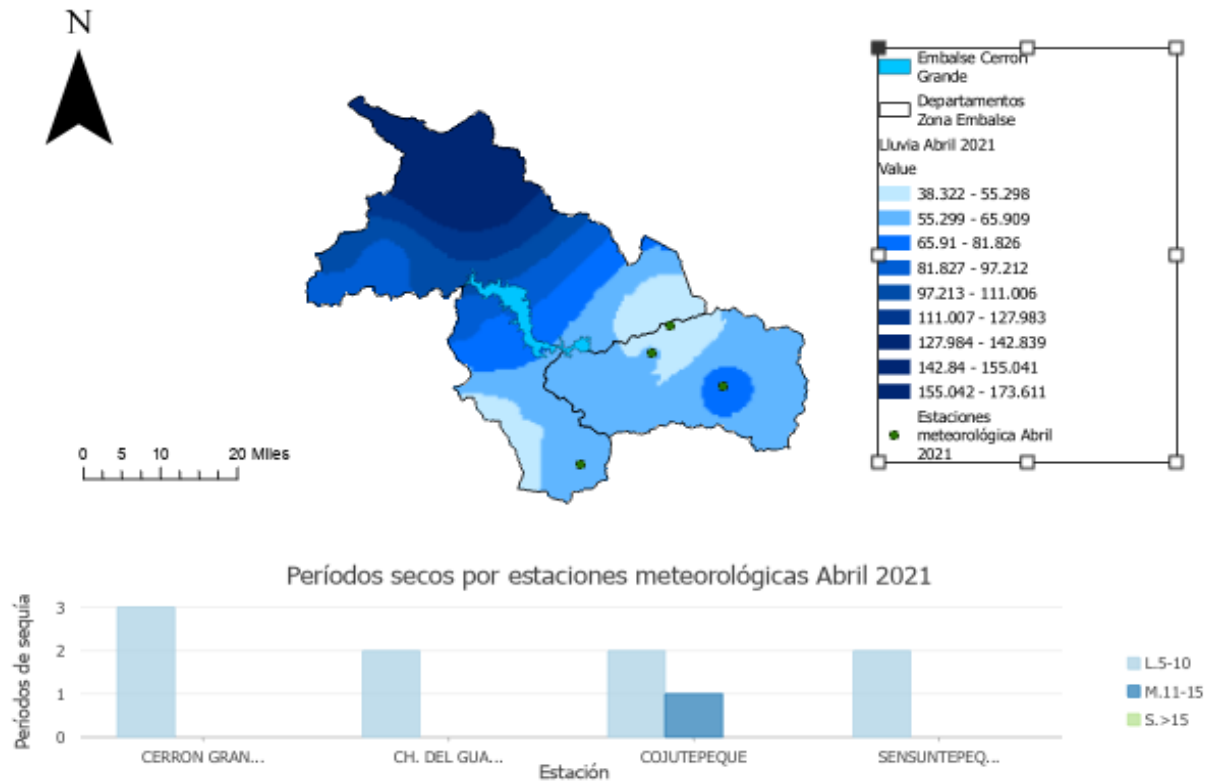 N
Embalse Cerron
Grande
Departamentos
Zona Embalse
Lluvia Abril 2021
Value
38.322 - 55.298
55.299 - 65.909
65.91 - 81.826
81.827 - 97.212
97.213 - 111.006
111.007 - 127.983
127.984 - 142.839
142.84 - 155.041
155.042 - 173.611
Estaciones
meteorológica Abril
2021
0 5 10 20 Miles
Períodos secos por estaciones meteorológicas Abril 2021
Períodos de sequía
3
2
1
0
CERRON GRAN... CH. DEL GUA... COJUTEPEQUE SENSUNTEPEQ...
Estación
L.5-10
M.11-15
S.>15